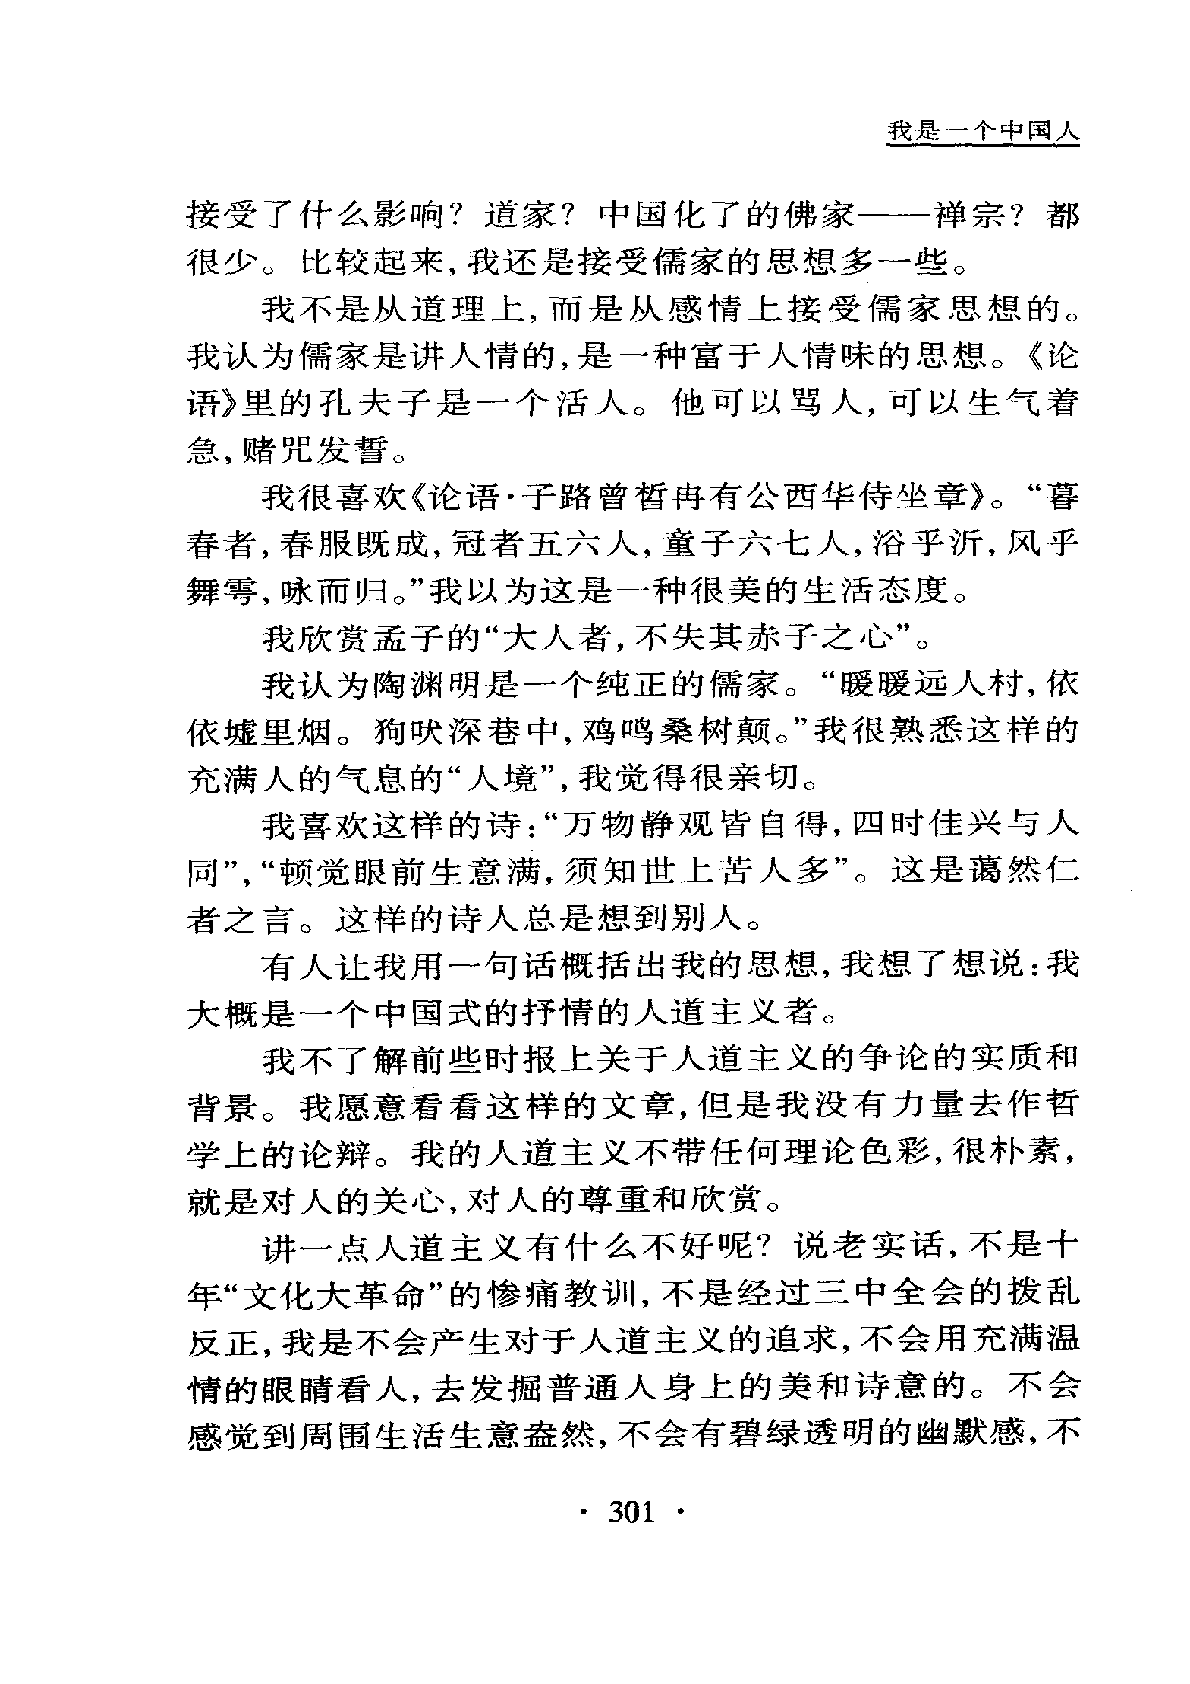 我是一个中国人
接受了什么影响？道家？中国化了的佛家——禅宗？都
很少。比较起来，我还是接受儒家的思想多一些。
我不是从道理上，而是从感情上接受儒家思想的。
我认为儒家是讲人情的，是一种富于人情味的思想。《论
语》里的孔夫子是一个活人。他可以骂人，可以生气着
急，赌咒发誓。
我很喜欢《论语·子路曾皙冉有公西华侍坐章》。“暮
春者，春服既成，冠者五六人，童子六七人，浴乎沂，风乎
舞雩，咏而归。”我以为这是一种很美的生活态度。
我欣赏孟子的“大人者，不失其赤子之心”。
我认为陶渊明是一个纯正的儒家。“暖暖远人村，依
依墟里烟。狗吠深巷中，鸡鸣桑树颠。”我很熟悉这样的
充满人的气息的“人境”，我觉得很亲切。
我喜欢这样的诗：“万物静观皆自得，四时佳兴与人
同”，“顿觉眼前生意满，须知世上苦人多”。这是蔼然仁
者之言。这样的诗人总是想到别人。
有人让我用一句话概括出我的思想，我想了想说：我
大概是一个中国式的抒情的人道主义者。
我不了解前些时报上关于人道主义的争论的实质和
背景。我愿意看看这样的文章，但是我没有力量去作哲
学上的论辩。我的人道主义不带任何理论色彩，很朴素，
就是对人的关心，对人的尊重和欣赏。
讲一点人道主义有什么不好呢？说老实话，不是十
年“文化大革命”的惨痛教训，不是经过三中全会的拨乱
反正，我是不会产生对于人道主义的追求，不会用充满温
情的眼睛看人，去发掘普通人身上的美和诗意的。不会
感觉到周围生活生意盎然，不会有碧绿透明的幽默感，不
· 301 ·